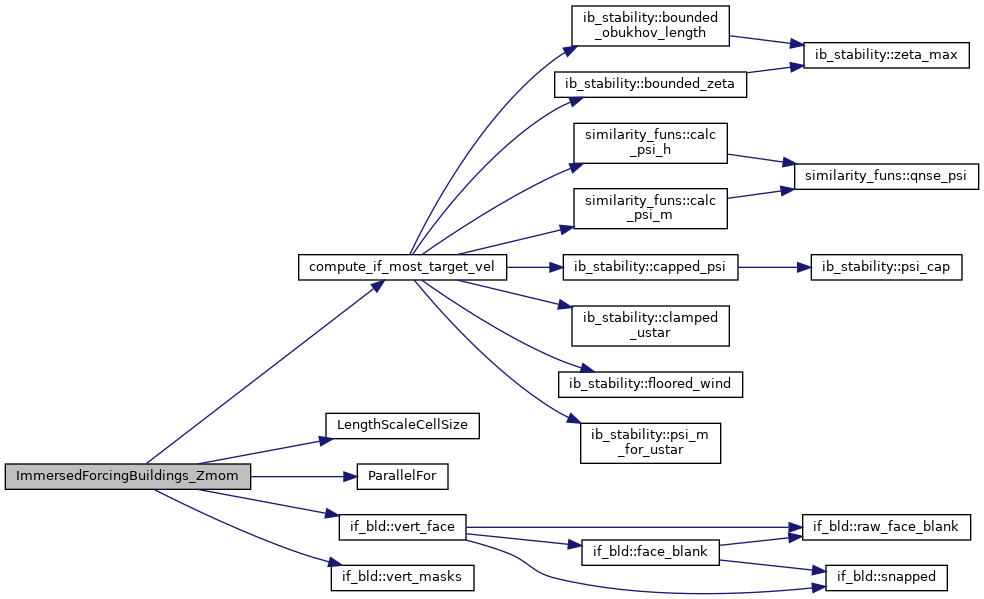 ib_stability::bounded
_obukhov_length
ib_stability::zeta_max
ib_stability::bounded_zeta
similarity_funs::calc
_psi_h
similarity_funs::qnse_psi
similarity_funs::calc
_psi_m
compute_if_most_target_vel
ib_stability::capped_psi
ib_stability::psi_cap
ib_stability::clamped
_ustar
ib_stability::floored_wind
ib_stability::psi_m
_for_ustar
LengthScaleCellSize
ImmersedForcingBuildings_Zmom
ParallelFor
if_bld::vert_face
if_bld::raw_face_blank
if_bld::face_blank
if_bld::vert_masks
if_bld::snapped